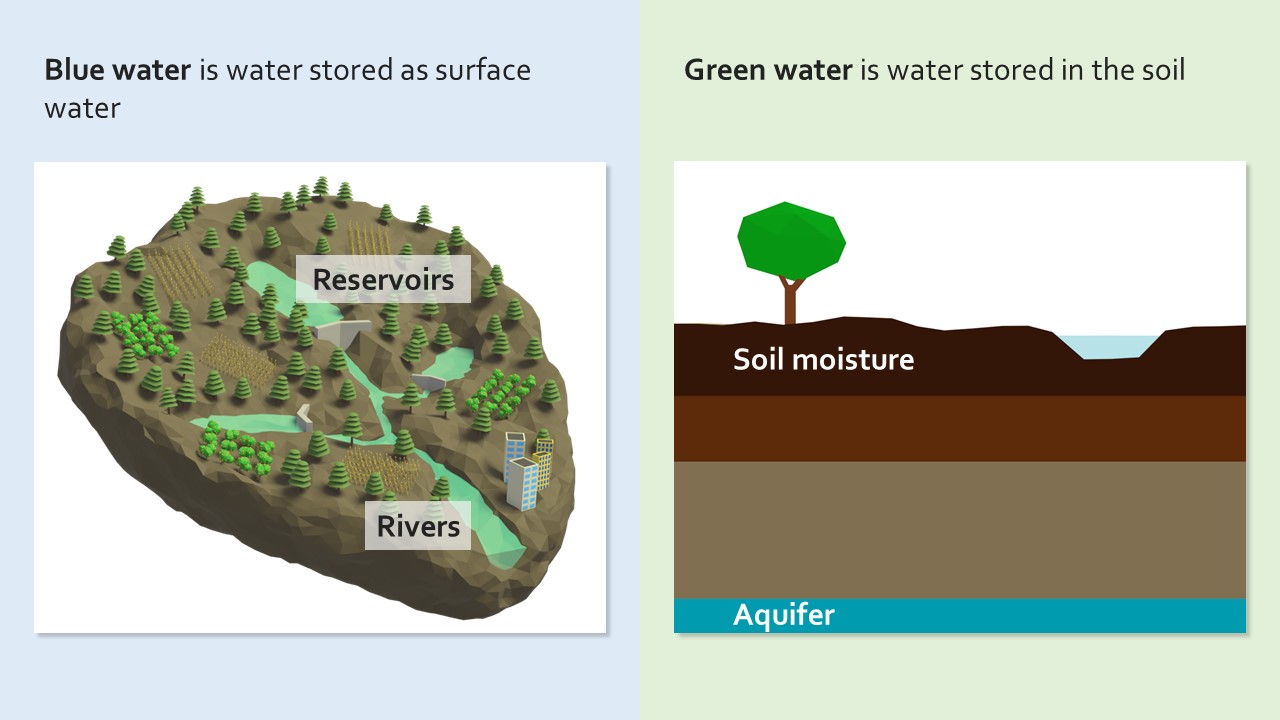 Blue water is water stored as surface
water
Reservoirs
Rivers
Green water is water stored in the soil
Soil moisture
Aquifer